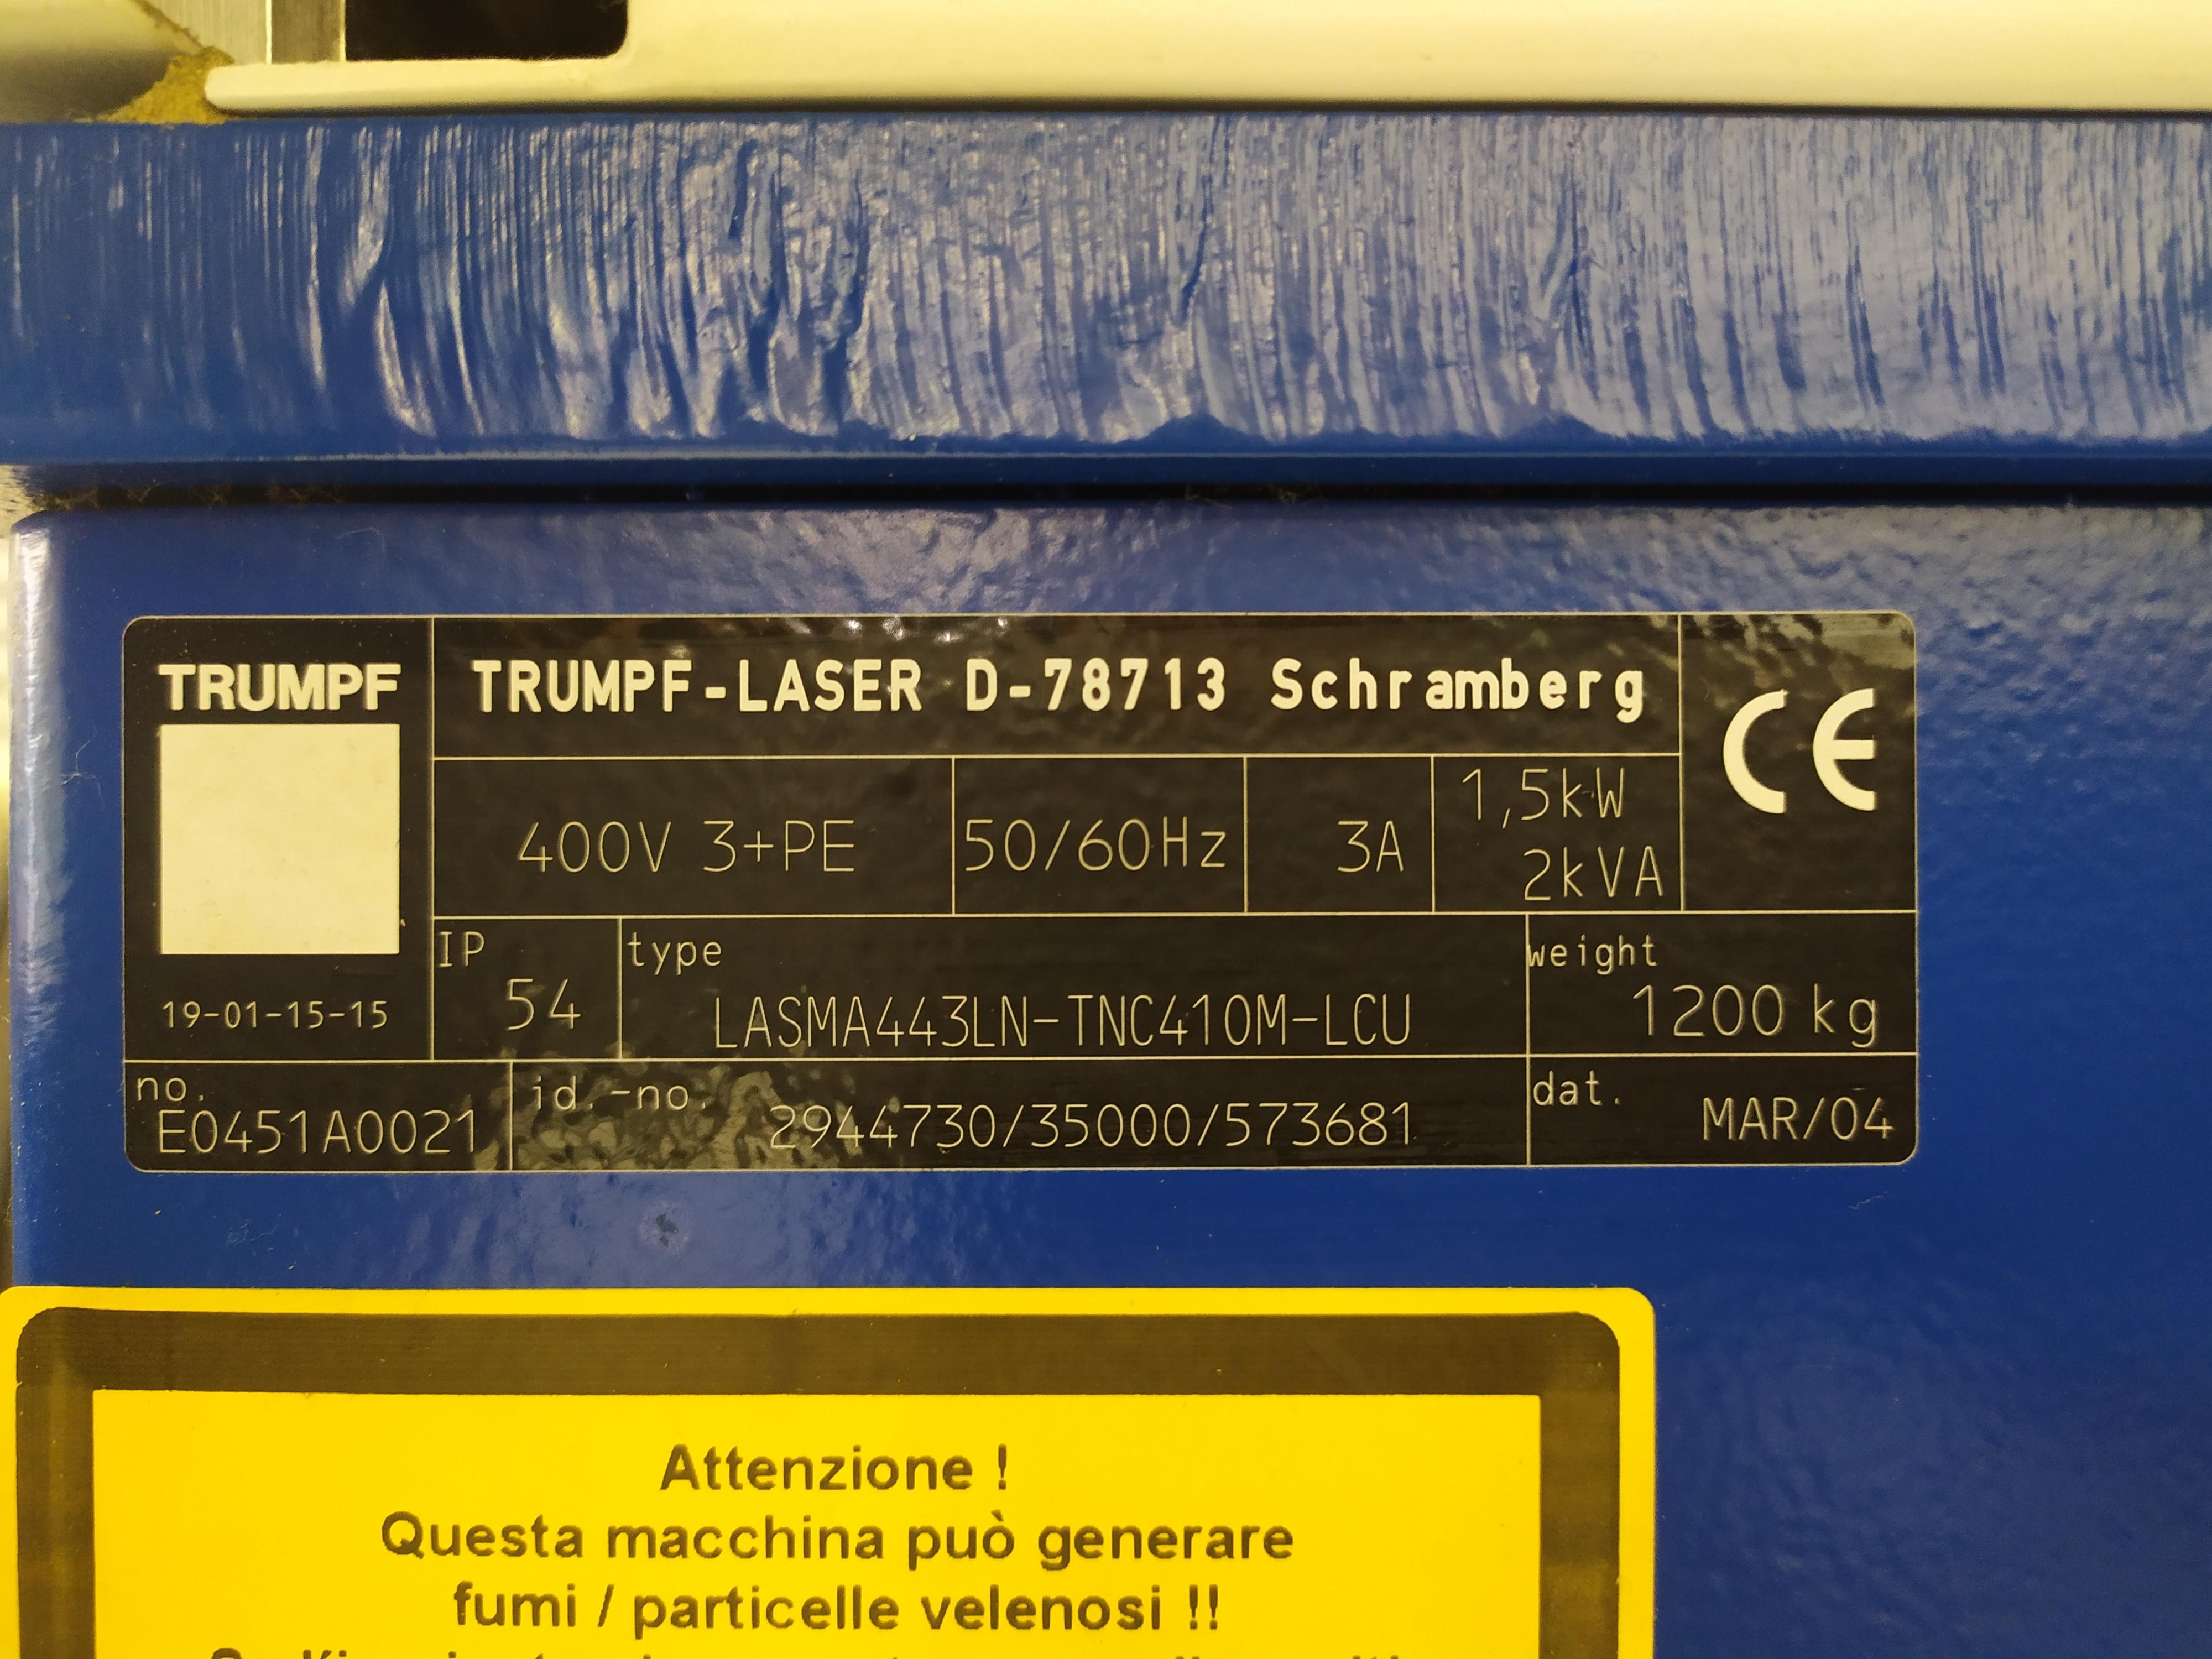 TRUMPF
TRUMPF-LASER D-78713 Schramberg
CE
400V 3+PE
50/60Hz
3A
1,5kW
2kVA
19-01-15-15
IP
54
type
LASMA443LN-TNC410M-LCU
weight
1200 kg
no.
E0451A0021
id.-no.
2944730/35000/573681
dat.
MAR/04
Attenzione !
Questa macchina può generare
fumi / particelle velenosi !!